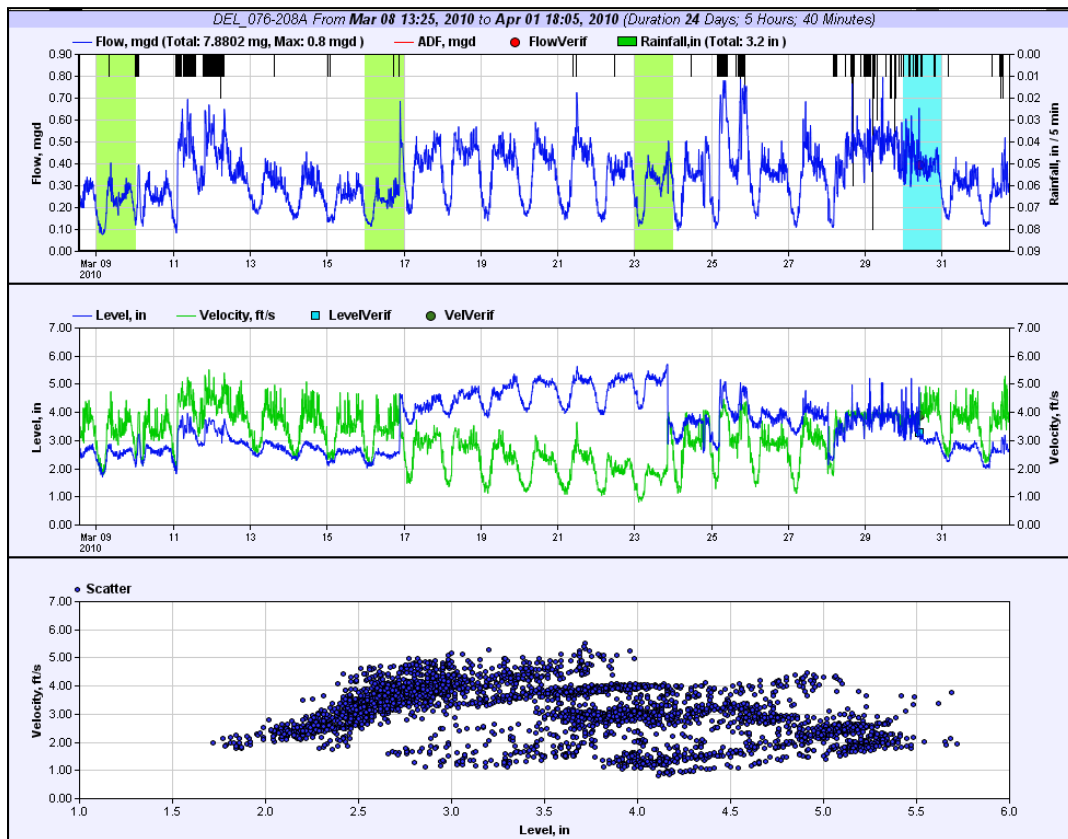 DEL_076-208A From Mar 08 13:25, 2010 to Apr 01 18:05, 2010 (Duration 24 Days; 5 Hours; 40 Minutes)
Flow, mgd (Total: 7.8802 mg, Max: 0.8 mgd ) ADF, mgd FlowVerif Rainfall,in (Total: 3.2 in )
0.90 0.00
0.80 0.01
0.70 0.02
0.60 0.03
0.50 0.04
0.40 0.05
0.30 0.06
0.20 0.07
0.10 0.08
0.00 0.09
Flow, mgd
Rainfall, in / 5 min
Mar 09 11 13 15 17 19 21 23 25 27 29 31
2010
Level, in Velocity, ft/s LevelVerif VelVerif
7.00 7.00
6.00 6.00
5.00 5.00
4.00 4.00
3.00 3.00
2.00 2.00
1.00 1.00
0.00 0.00
Level, in
Velocity, ft/s
Mar 09 11 13 15 17 19 21 23 25 27 29 31
2010
Scatter
7.00
6.00
5.00
4.00
3.00
2.00
1.00
0.00
Velocity, ft/s
1.0 1.5 2.0 2.5 3.0 3.5 4.0 4.5 5.0 5.5 6.0
Level, in